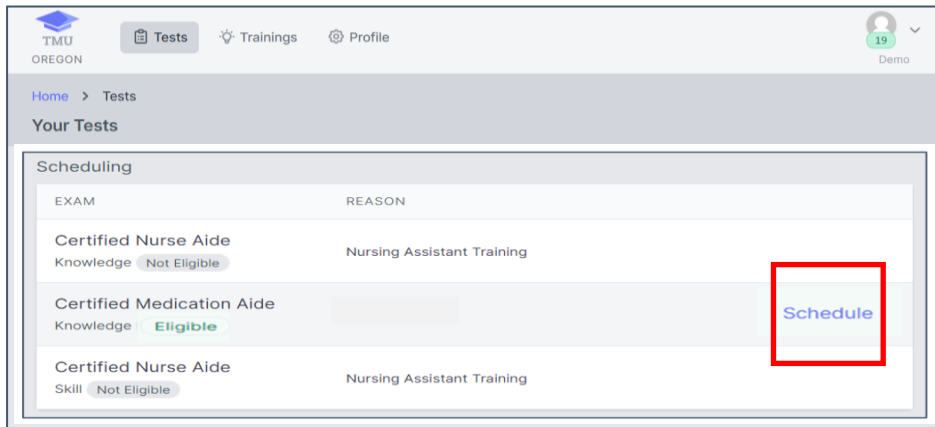 TMU
OREGON
Tests
Trainings
Profile
19
Demo
Home > Tests
Your Tests
Scheduling
EXAM REASON
Certified Nurse Aide
Knowledge Not Eligible
Nursing Assistant Training
Certified Medication Aide
Knowledge Eligible
Schedule
Certified Nurse Aide
Skill Not Eligible
Nursing Assistant Training